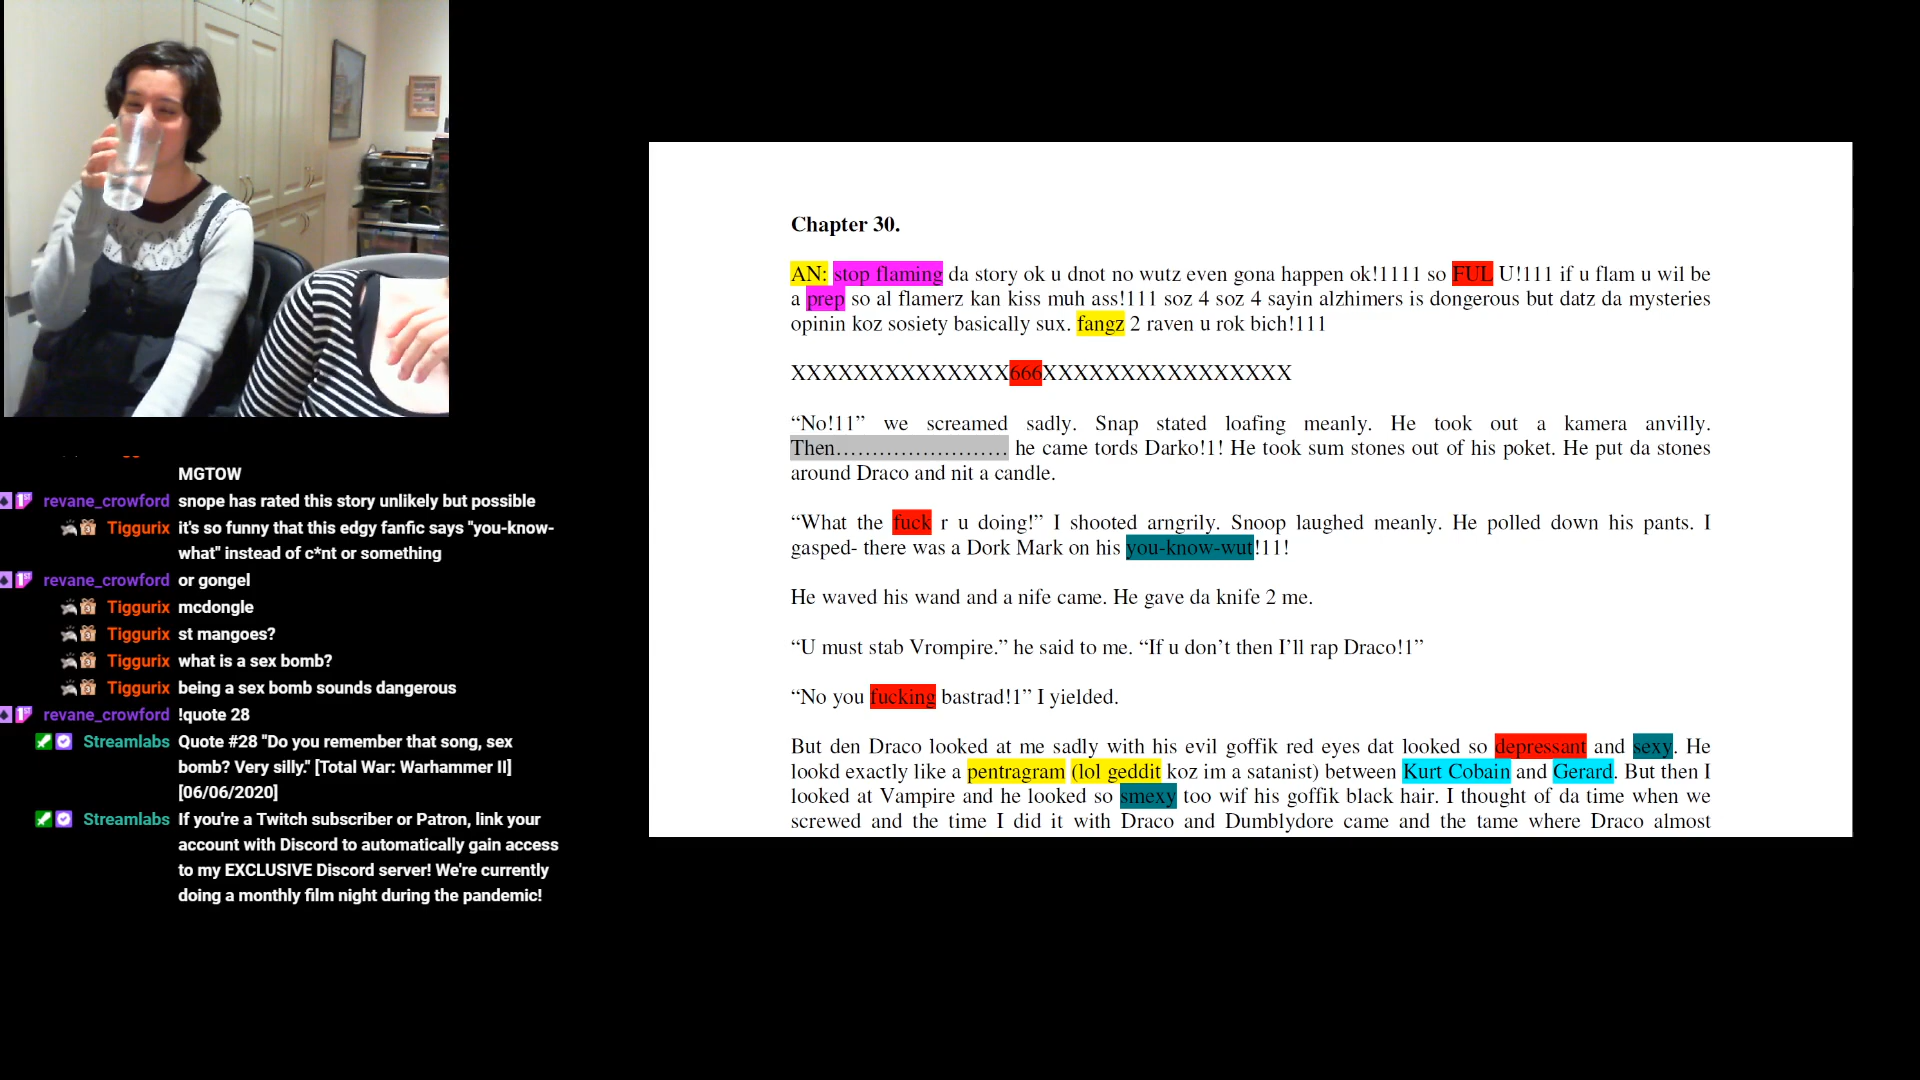 MGTOW
revane_crowford snope has rated this story unlikely but possible
Tiggurix it's so funny that this edgy fanfic says "you-know-
what" instead of c*nt or something
revane_crowford or gongel
Tiggurix mcdongle
Tiggurix st mangoes?
Tiggurix what is a sex bomb?
Tiggurix being a sex bomb sounds dangerous
revane_crowford !quote 28
Streamlabs Quote #28 "Do you remember that song, sex
bomb? Very silly." [Total War: Warhammer II]
[06/06/2020]
Streamlabs If you're a Twitch subscriber or Patron, link your
account with Discord to automatically gain access
to my EXCLUSIVE Discord server! We're currently
doing a monthly film night during the pandemic!
Chapter 30.
AN: stop flaming da story ok u dnot no wutz even gona happen ok!1111 so FUL U!111 if u flam u wil be
a prep so al flamerz kan kiss muh ass!111 soz 4 soz 4 sayin alzhimers is dongerous but datz da mysteries
opinin koz sosiety basically sux. fangz 2 raven u rok bich!111
XXXXXXXXXXXXXX666XXXXXXXXXXXXXXXX
“No!11” we screamed sadly. Snap stated loafing meanly. He took out a kamera anvilly.
Then…………………… he came tords Darko!1! He took sum stones out of his poket. He put da stones
around Draco and nit a candle.
“What the fuck r u doing!” I shooted arngrily. Snoop laughed meanly. He polled down his pants. I
gasped- there was a Dork Mark on his you-know-wut!11!
He waved his wand and a nife came. He gave da knife 2 me.
“U must stab Vrompire.” he said to me. “If u don’t then I’ll rap Draco!1”
“No you fucking bastrad!1” I yielded.
But den Draco looked at me sadly with his evil goffik red eyes dat looked so depressant and sexy. He
lookd exactly like a pentragram (lol geddit koz im a satanist) between Kurt Cobain and Gerard. But then I
looked at Vampire and he looked so smexy too wif his goffik black hair. I thought of da time when we
screwed and the time I did it with Draco and Dumblydore came and the tame where Draco almost